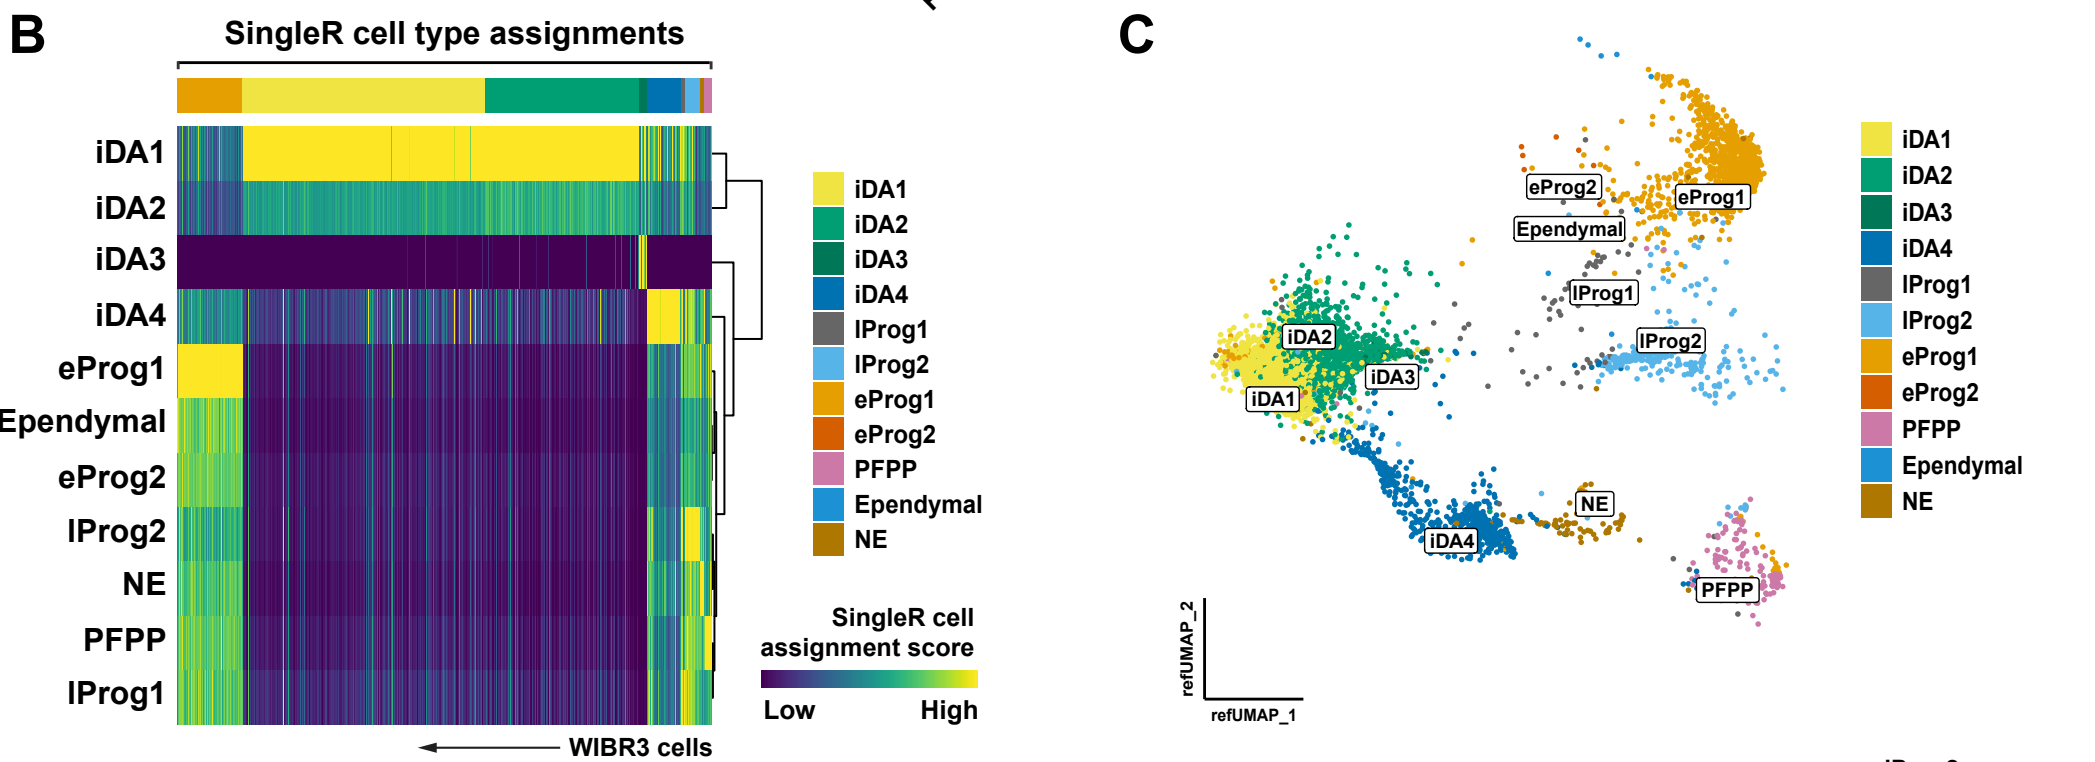 B
SingleR cell type assignments
iDA1
iDA2
iDA3
iDA4
eProg1
Ependymal
eProg2
lProg2
NE
PFPP
lProg1
WIBR3 cells
iDA1
iDA2
iDA3
iDA4
lProg1
lProg2
eProg1
eProg2
PFPP
Ependymal
NE
SingleR cell
assignment score
Low High
C
eProg2
eProg1
Ependymal
lProg1
iDA2
lProg2
iDA3
iDA1
NE
iDA4
PFPP
refUMAP_2
refUMAP_1
iDA1
iDA2
iDA3
iDA4
lProg1
lProg2
eProg1
eProg2
PFPP
Ependymal
NE